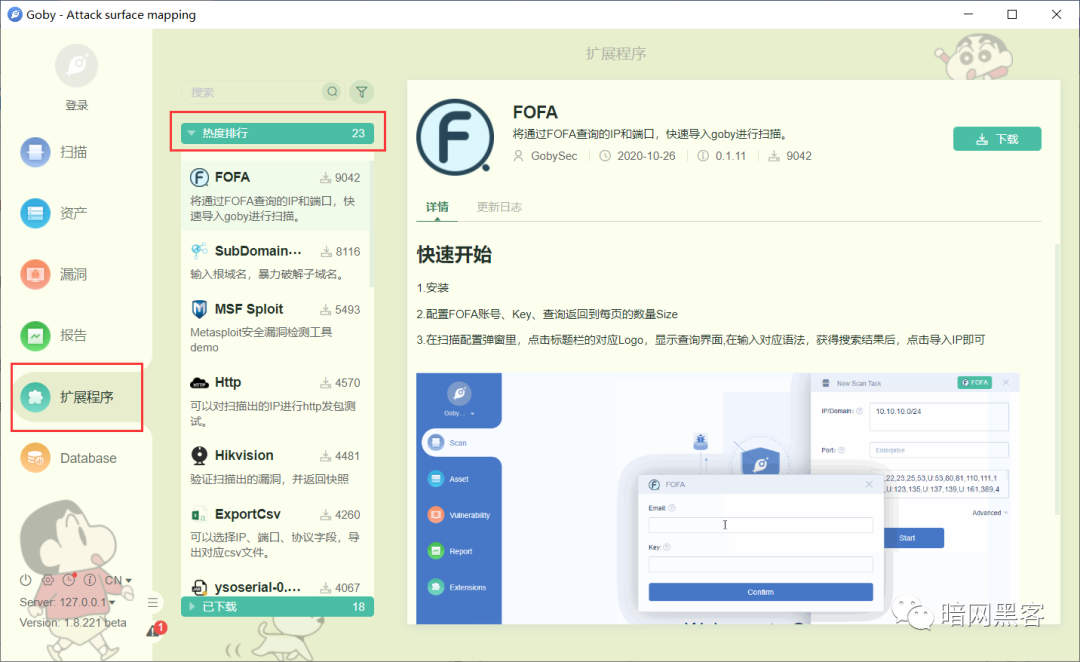 Goby - Attack surface mapping
扩展程序
登录
扫描
资产
漏洞
报告
扩展程序
Database
CN
Server: 127.0.0.1
Version: 1.8.221 beta
1
搜索
热度排行 23
FOFA 9042
将通过FOFA查询的IP和端口，快
速导入goby进行扫描。
SubDomain··· 8116
输入根域名，暴力破解子域名。
MSF Sploit 5493
Metasploit安全漏洞检测工具
demo
Http 4570
可以对扫描出的IP进行http发包测
试。
Hikvision 4481
验证扫描出的漏洞，并返回快照
ExportCsv 4260
可以选择IP、端口、协议字段，导
出对应csv文件。
ysoserial-0.... 4067
已下载 18
FOFA
将通过FOFA查询的IP和端口，快速导入goby进行扫描。
GobySec 2020-10-26 0.1.11 9042
下载
详情 更新日志
快速开始
1.安装
2.配置FOFA账号、Key、查询返回到每页的数量Size
3.在扫描配置弹窗里，点击标题栏的对应Logo，显示查询界面,在输入对应语法，获得搜索结果后，点击导入IP即可
Goby...
Scan
Asset
Vulnerability
Report
Extensions
New Scan Task FOFA
IP/Domain: 10.10.10.0/24
Port: Enterprise
,22,23,25,53,U:53,80,81,110,111,1
,U:123,135,U:137,139,U:161,389,4
Advanced
Start
FOFA
Email:
Key:
Confirm
暗网黑客